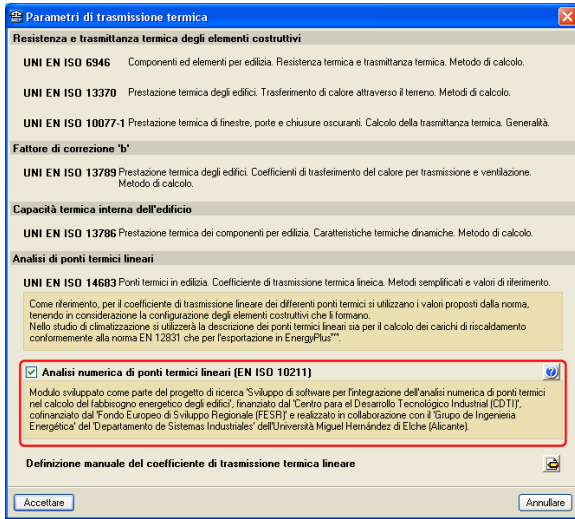 Parametri di trasmissione termica
Resistenza e trasmittanza termica degli elementi costruttivi
UNI EN ISO 6946 Componenti ed elementi per edilizia. Resistenza termica e trasmittanza termica. Metodo di calcolo.
UNI EN ISO 13370 Prestazione termica degli edifici. Trasferimento di calore attraverso il terreno. Metodi di calcolo.
UNI EN ISO 10077-1 Prestazione termica di finestre, porte e chiusure oscuranti. Calcolo della trasmittanza termica. Generalità.
Fattore di correzione 'b'
UNI EN ISO 13789 Prestazione termica degli edifici. Coefficienti di trasferimento del calore per trasmissione e ventilazione.
Metodo di calcolo.
Capacità termica interna dell'edificio
UNI EN ISO 13786 Prestazione termica dei componenti per edilizia. Caratteristiche termiche dinamiche. Metodo di calcolo.
Analisi di ponti termici lineari
UNI EN ISO 14683 Ponti termici in edilizia. Coefficiente di trasmissione termica lineica. Metodi semplificati e valori di riferimento.
Come riferimento, per il coefficiente di trasmissione lineare dei differenti ponti termici si utilizzano i valori proposti dalla norma,
tenendo in considerazione la configurazione degli elementi costruttivi che li formano.
Nello studio di climatizzazione si utilizzerà la descrizione dei ponti termici lineari sia per il calcolo dei carichi di riscaldamento
conformemente alla norma EN 12831 che per l'esportazione in EnergyPlus™.
Analisi numerica di ponti termici lineari (EN ISO 10211)
Modulo sviluppato come parte del progetto di ricerca 'Sviluppo di software per l'integrazione dell'analisi numerica di ponti termici
nel calcolo del fabbisogno energetico degli edifici', finanziato dal 'Centro para el Desarrollo Tecnológico Industrial (CDTI)',
cofinanziato dal 'Fondo Europeo di Sviluppo Regionale (FESR)' e realizzato in collaborazione con il 'Grupo de Ingeniería
Energética' del 'Departamento de Sistemas Industriales' dell'Università Miguel Hernández di Elche (Alicante).
Definizione manuale del coefficiente di trasmissione termica lineare
Accettare Annullare